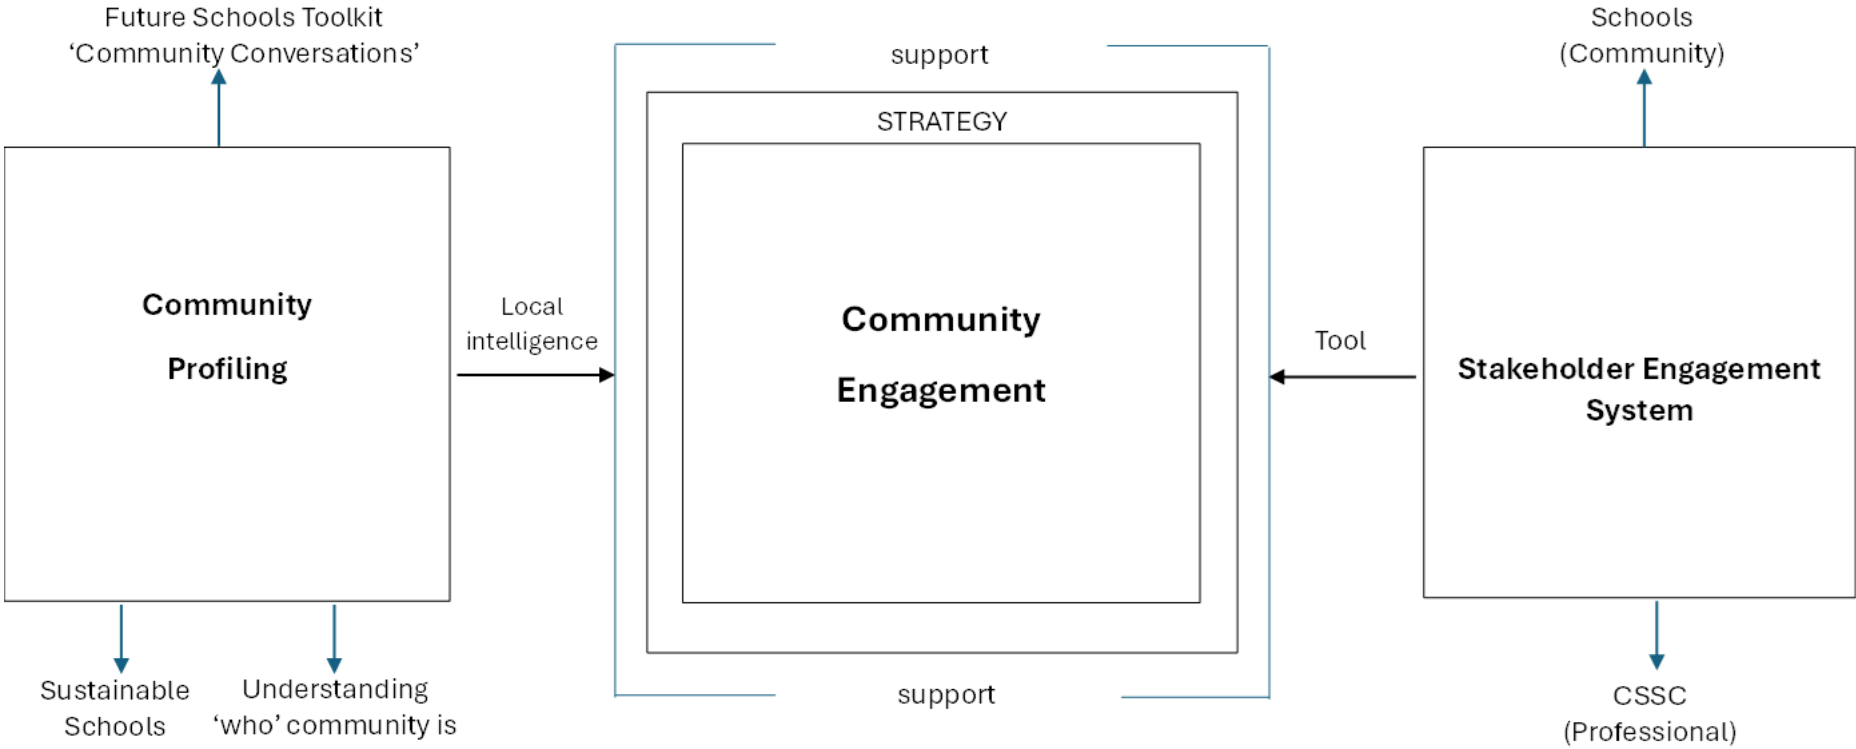 Future Schools Toolkit
‘Community Conversations’
Community
Profiling
Sustainable
Schools
Understanding
‘who’ community is
Local
intelligence
support
STRATEGY
Community
Engagement
support
Tool
Schools
(Community)
Stakeholder Engagement
System
CSSC
(Professional)